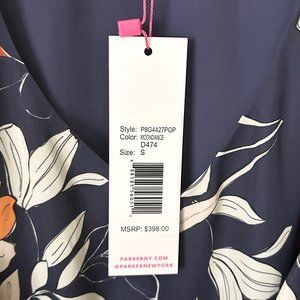 Style: P8G4427PGP
Color: MOONDANCE
D474
Size: S
MSRP: $398.00
PARKERNY.COM
@PARKERNEWYORK